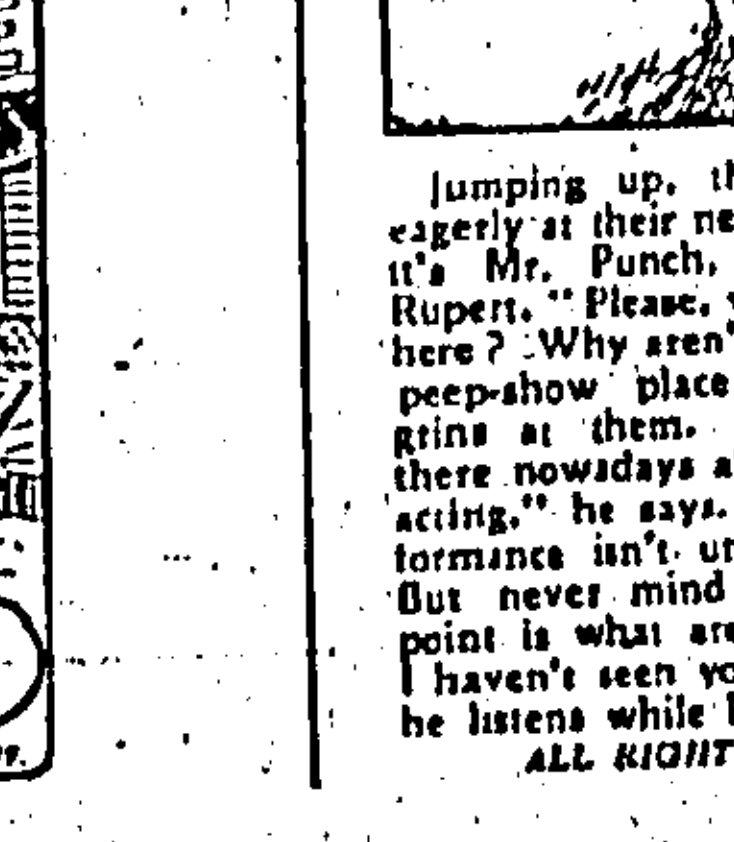 Jumping up, th
eagerly at their ne
it's Mr. Punch,
Rupert. "Please, y
here? Why aren'
peep-show place
grins at them.
there nowadays a
acting," he says.
formance isn't un
But never mind
point is what are
I haven't seen yo
he listens while
ALL RIGHT